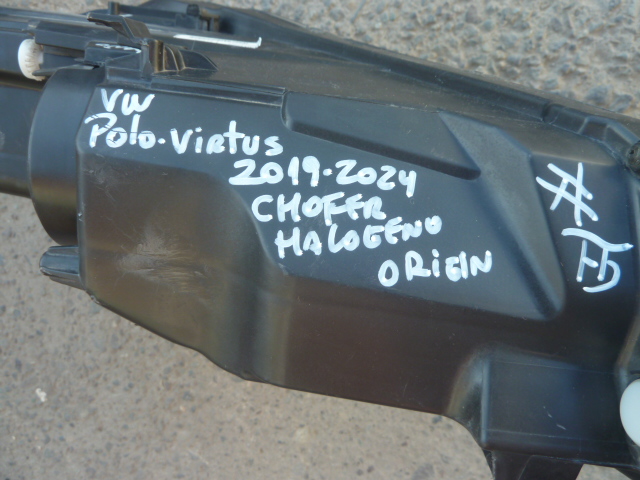 VW
Polo-Virtus
2019-2024
CHOFER
HALOGENO
ORIGIN
#